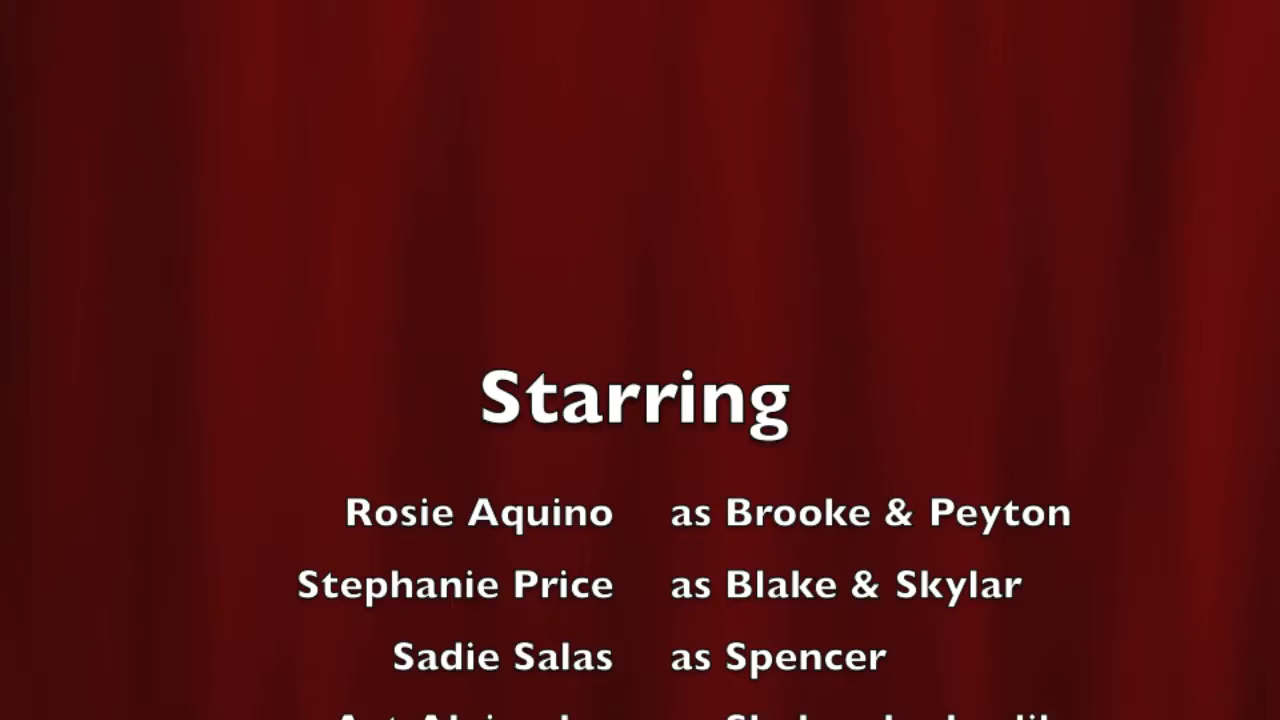 Starring
Rosie Aquino as Brooke & Peyton
Stephanie Price as Blake & Skylar
Sadie Salas as Spencer